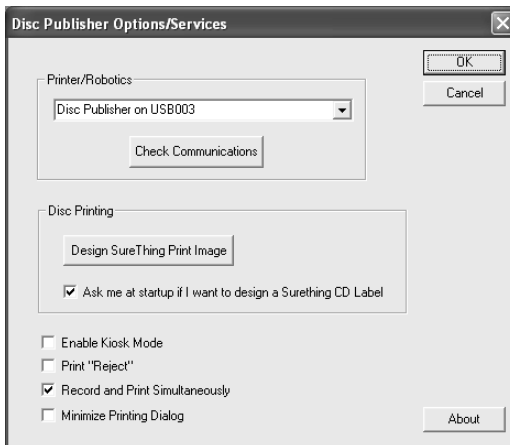 Disc Publisher Options/Services
OK
Cancel
Printer/Robotics
Disc Publisher on USB003
Check Communications
Disc Printing
Design SureThing Print Image
Ask me at startup if I want to design a Surething CD Label
Enable Kiosk Mode
Print "Reject"
Record and Print Simultaneously
Minimize Printing Dialog
About